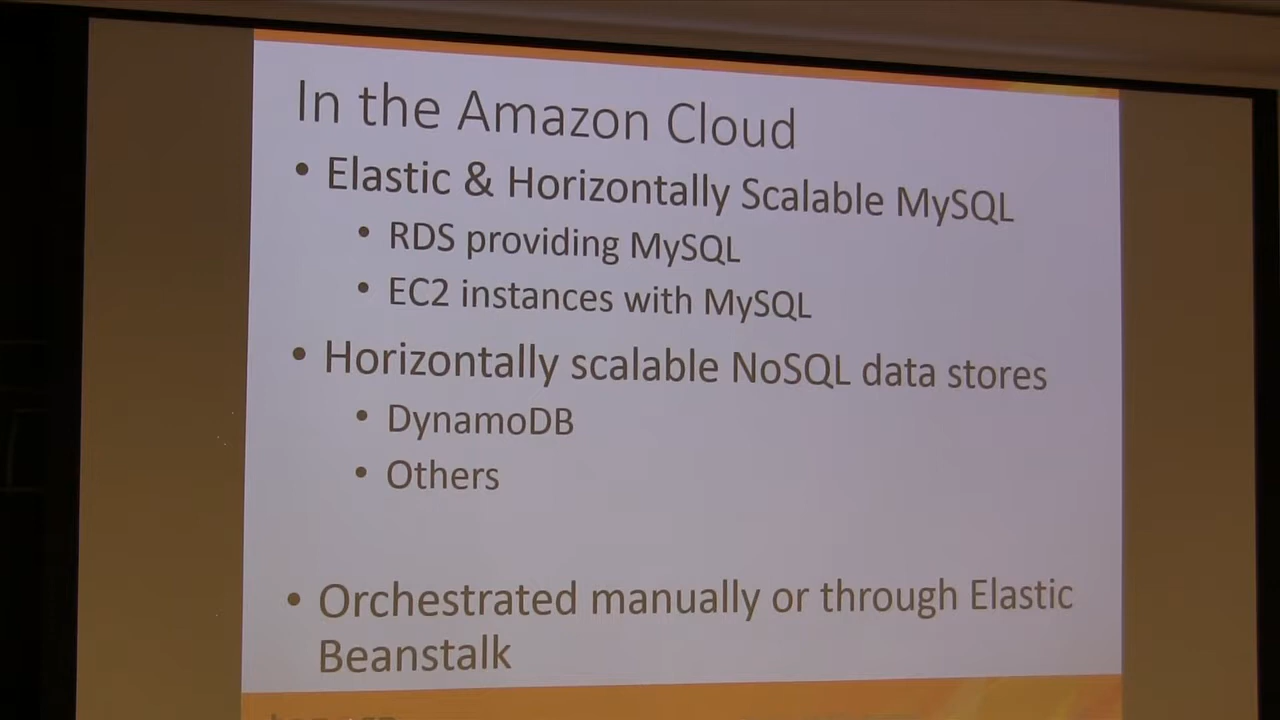 In the Amazon Cloud
• Elastic & Horizontally Scalable MySQL
• RDS providing MySQL
• EC2 instances with MySQL
• Horizontally scalable NoSQL data stores
• DynamoDB
• Others
• Orchestrated manually or through Elastic
Beanstalk